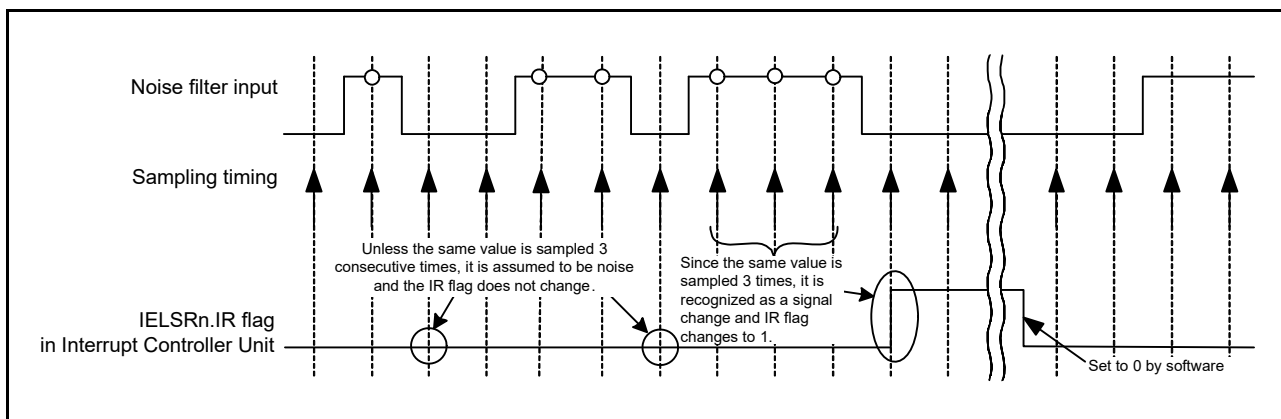 Noise filter input
Sampling timing
Unless the same value is sampled 3
consecutive times, it is assumed to be noise
and the IR flag does not change.
Since the same value is
sampled 3 times, it is
recognized as a signal
change and IR flag
changes to 1.
IELSRn.IR flag
in Interrupt Controller Unit
Set to 0 by software